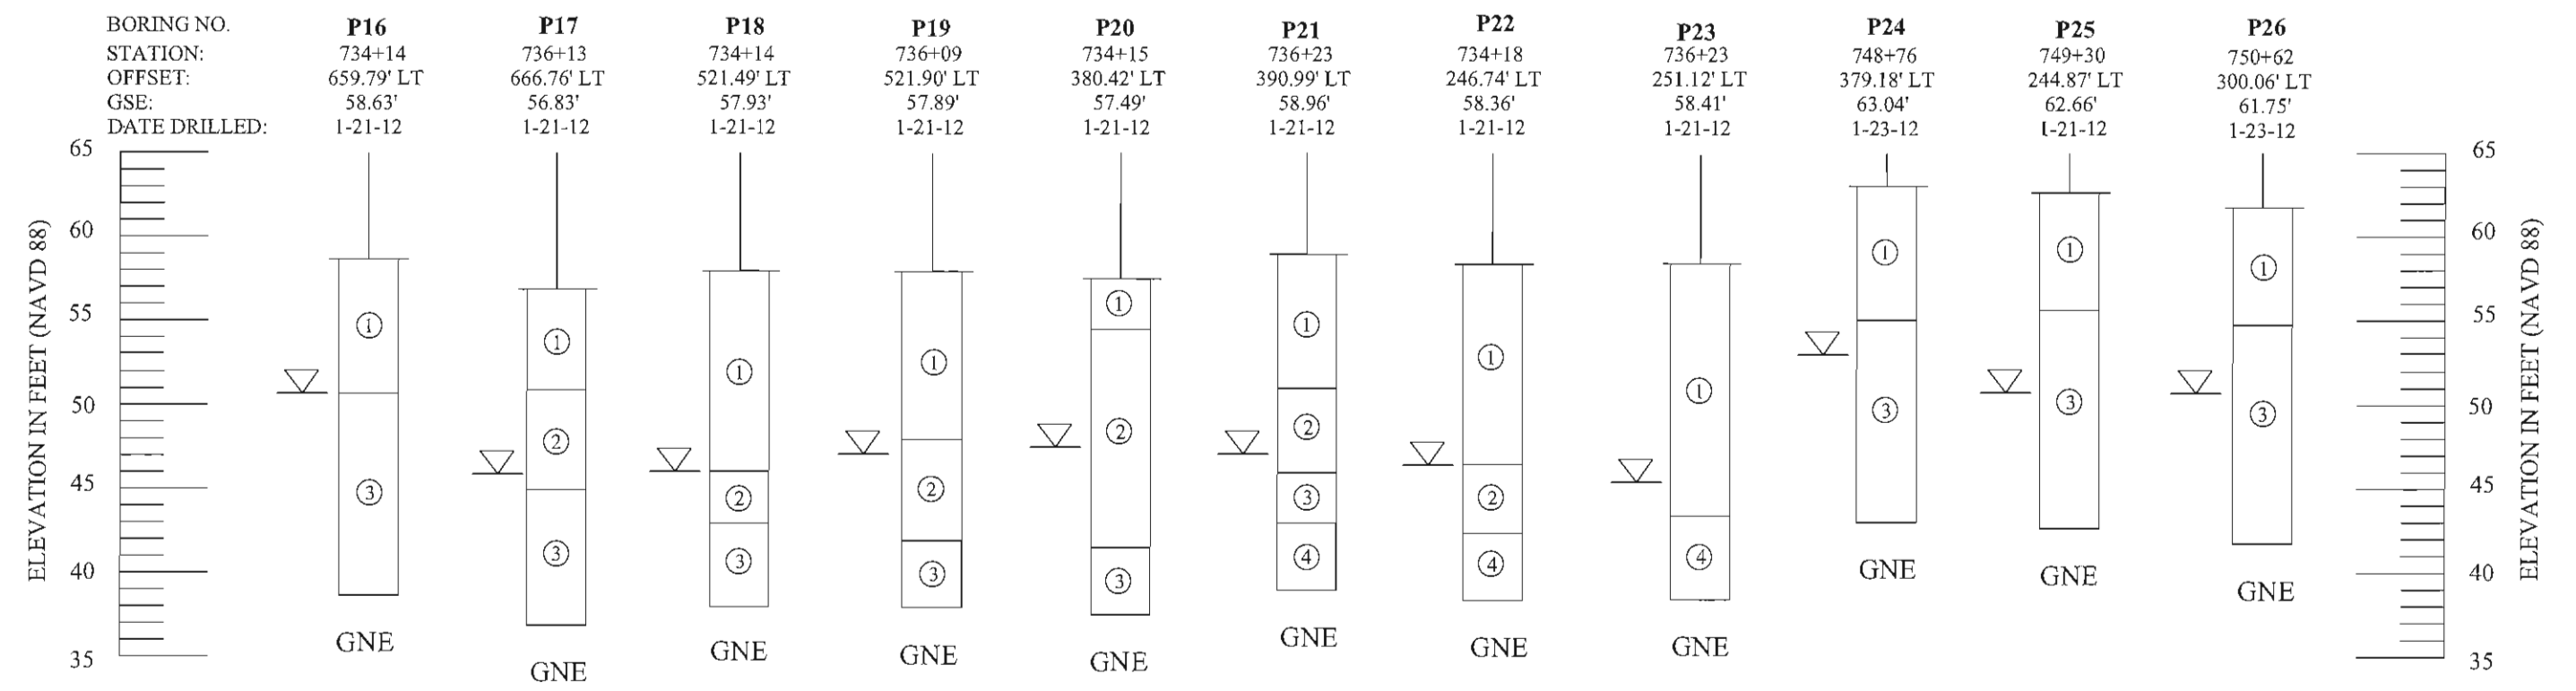 BORING NO. P16 P17 P18 P19 P20 P21 P22 P23 P24 P25 P26
STATION: 734+14 736+13 734+14 736+09 734+15 736+23 734+18 736+23 748+76 749+30 750+62
OFFSET: 659.79' LT 666.76' LT 521.49' LT 521.90' LT 380.42' LT 390.99' LT 246.74' LT 251.12' LT 379.18' LT 244.87' LT 300.06' LT
GSE: 58.63' 56.83' 57.93' 57.89' 57.49' 58.96' 58.36' 58.41' 63.04' 62.66' 61.75'
DATE DRILLED: 1-21-12 1-21-12 1-21-12 1-21-12 1-21-12 1-21-12 1-21-12 1-21-12 1-23-12 1-21-12 1-23-12
ELEVATION IN FEET (NAVD 88)
65
60
55
50
45
40
35
1
3
GNE
1
2
3
GNE
1
2
3
GNE
1
2
3
GNE
1
2
3
GNE
1
2
3
4
GNE
1
2
4
GNE
1
4
GNE
1
3
GNE
1
3
GNE
1
3
GNE
65
60
55
50
45
40
35
ELEVATION IN FEET (NAVD 88)